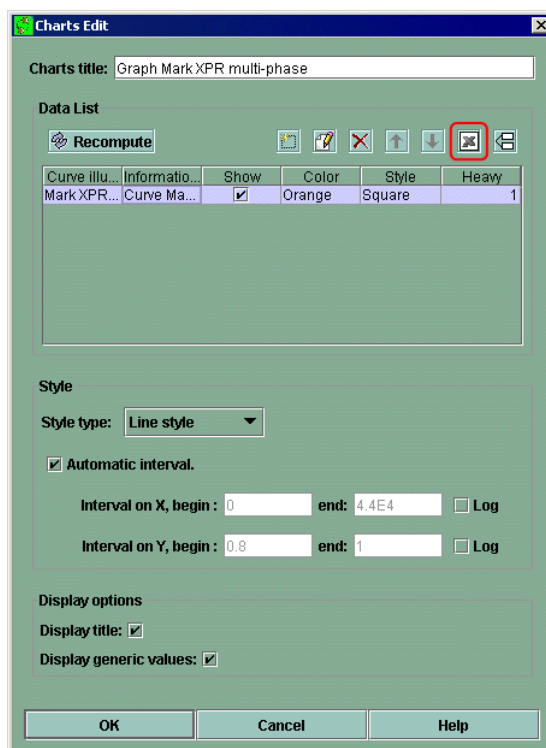 Charts Edit
Charts title: Graph Mark XPR multi-phase
Data List
Recompute
Curve illu... Informatio... Show Color Style Heavy
Mark XPR... Curve Ma... Orange Square 1
Style
Style type: Line style
Automatic interval.
Interval on X, begin : 0 end: 4.4E4 Log
Interval on Y, begin : 0.8 end: 1 Log
Display options
Display title:
Display generic values:
OK Cancel Help